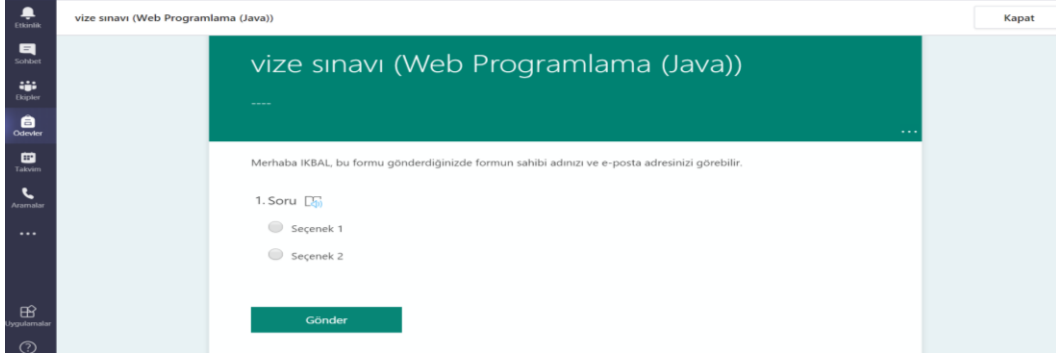 vize sınavı (Web Programlama (Java))
Kapat
Etkinlik
Sohbet
Ekipler
Ödevler
Takvim
Aramalar
...
Uygulamalar
vize sınavı (Web Programlama (Java))
----
...
Merhaba IKBAL, bu formu gönderdiğinizde formun sahibi adınızı ve e-posta adresinizi görebilir.
1. Soru
Seçenek 1
Seçenek 2
Gönder